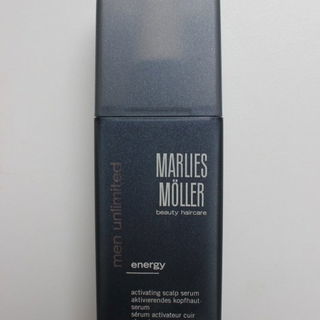 MARLIES
MÖLLER
beauty haircare
men unlimited
energy
activating scalp serum
aktivierendes kopfhaut-
serum
sérum activateur cuir